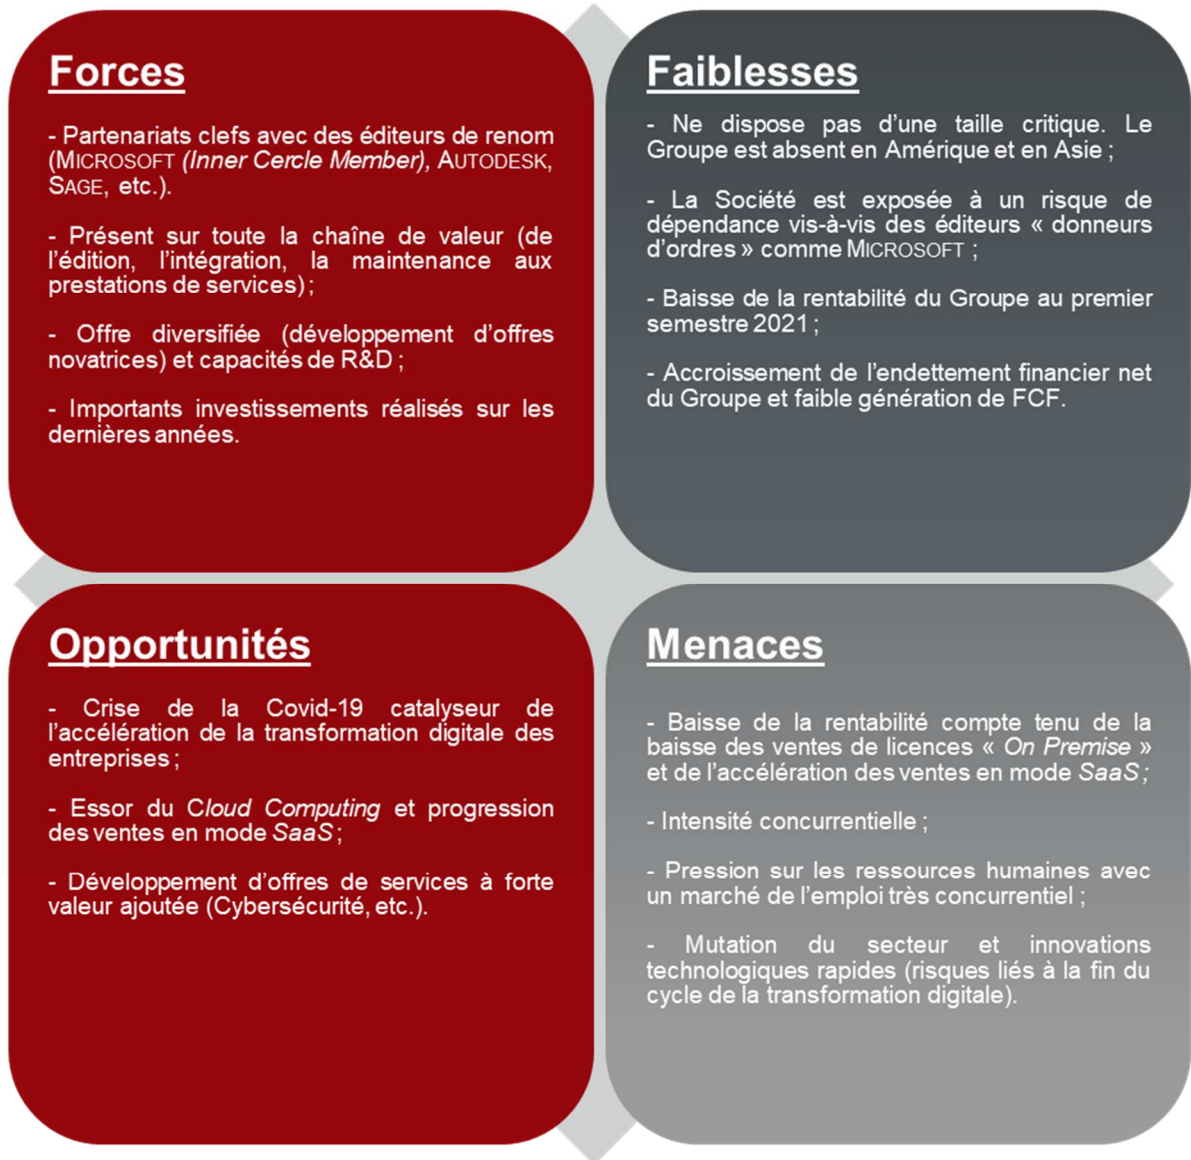 Forces
- Partenariats clefs avec des éditeurs de renom
(MICROSOFT (Inner Cercle Member), AUTODESK,
SAGE, etc.).
- Présent sur toute la chaîne de valeur (de
l’édition, l’intégration, la maintenance aux
prestations de services) ;
- Offre diversifiée (développement d’offres
novatrices) et capacités de R&D ;
- Importants investissements réalisés sur les
dernières années.
Faiblesses
- Ne dispose pas d’une taille critique. Le
Groupe est absent en Amérique et en Asie ;
- La Société est exposée à un risque de
dépendance vis-à-vis des éditeurs « donneurs
d’ordres » comme MICROSOFT ;
- Baisse de la rentabilité du Groupe au premier
semestre 2021 ;
- Accroissement de l’endettement financier net
du Groupe et faible génération de FCF.
Opportunités
- Crise de la Covid-19 catalyseur de
l’accélération de la transformation digitale des
entreprises ;
- Essor du Cloud Computing et progression
des ventes en mode SaaS ;
- Développement d’offres de services à forte
valeur ajoutée (Cybersécurité, etc.).
Menaces
- Baisse de la rentabilité compte tenu de la
baisse des ventes de licences « On Premise »
et de l’accélération des ventes en mode SaaS ;
- Intensité concurrentielle ;
- Pression sur les ressources humaines avec
un marché de l’emploi très concurrentiel ;
- Mutation du secteur et innovations
technologiques rapides (risques liés à la fin du
cycle de la transformation digitale).